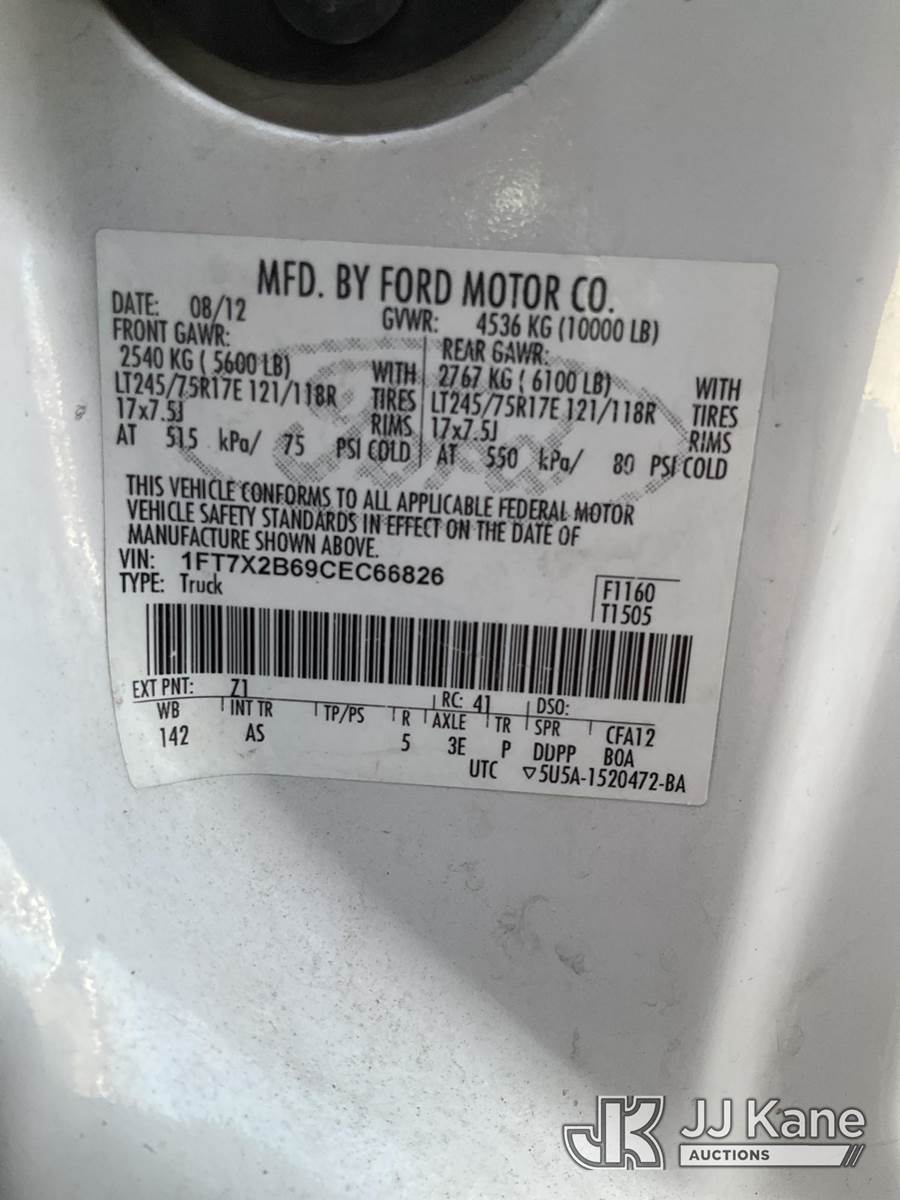 MFD. BY FORD MOTOR CO.
DATE: 08/12 GVWR: 4536 KG (10000 LB)
FRONT GAWR: REAR GAWR:
2540 KG ( 5600 LB) WITH 2767 KG ( 6100 LB) WITH
LT245/75R17E 121/118R TIRES LT245/75R17E 121/118R TIRES
17x7.5J RIMS 17x7.5J RIMS
AT 515 kPa/ 75 PSI COLD AT 550 kPa/ 80 PSI COLD
Ford
THIS VEHICLE CONFORMS TO ALL APPLICABLE FEDERAL MOTOR
VEHICLE SAFETY STANDARDS IN EFFECT ON THE DATE OF
MANUFACTURE SHOWN ABOVE.
VIN: 1FT7X2B69CEC66826
TYPE: Truck
F1160
T1505
EXT PNT: Z1 RC: 41 DSO:
WB INT TR TP/PS R AXLE TR SPR CFA12
142 AS 5 3E P DDPP BOA
UTC ▽5U5A-1520472-BA
JK JJ Kane
AUCTIONS